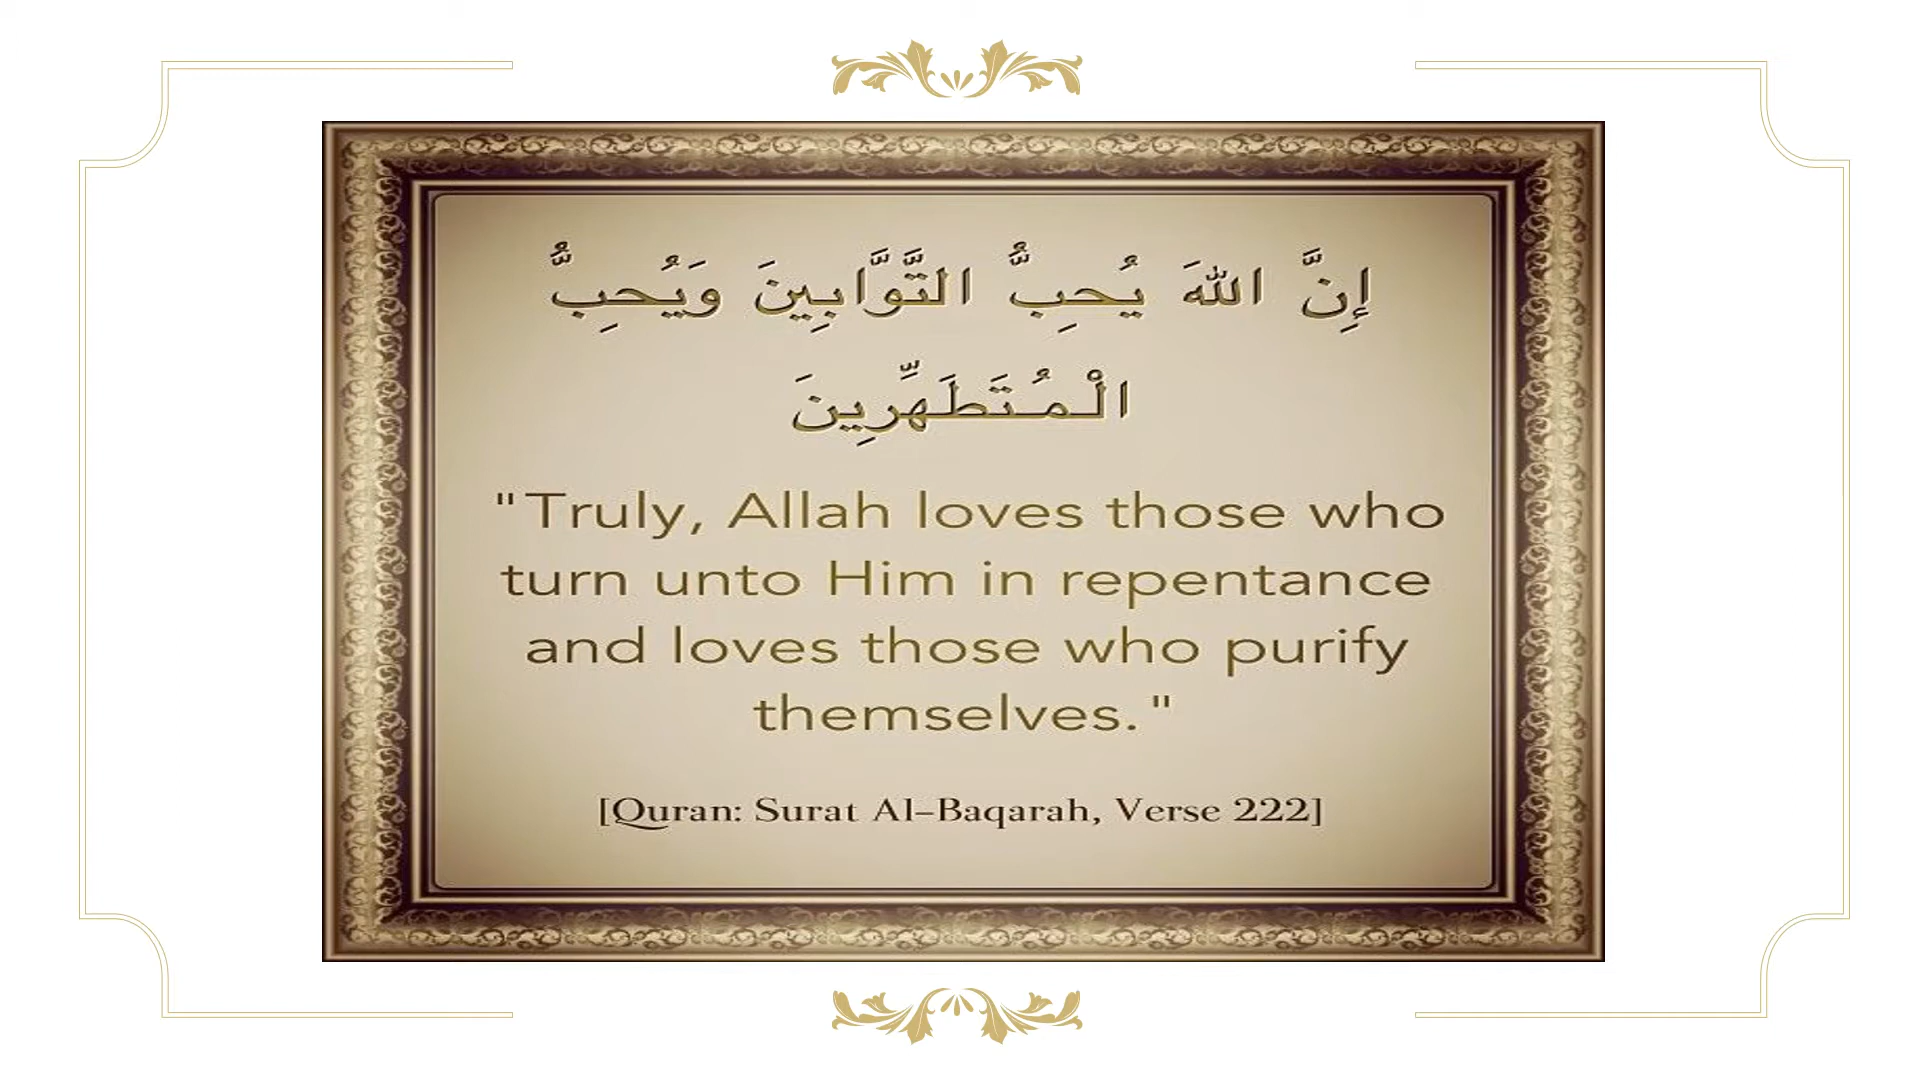 إِنَّ اللهَ يُحِبُّ التَّوَّابِينَ وَيُحِبُّ
الْمُتَطَهِّرِينَ
"Truly, Allah loves those who
turn unto Him in repentance
and loves those who purify
themselves."
[Quran: Surat Al-Baqarah, Verse 222]